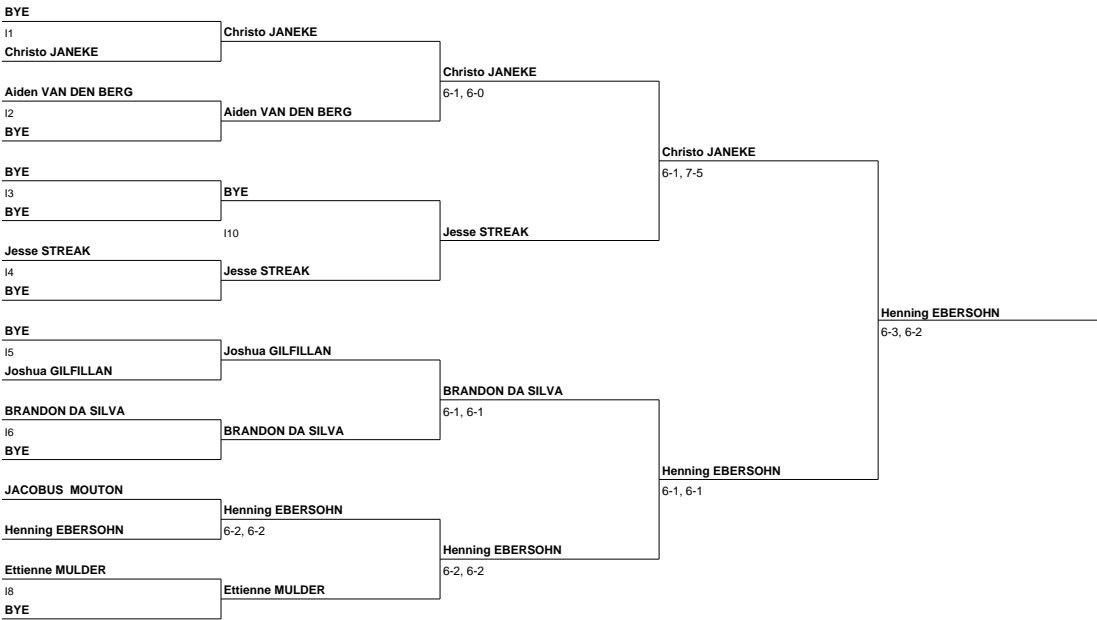 BYE
I1
Christo JANEKE
Aiden VAN DEN BERG
I2
BYE
BYE
I3
BYE
Jesse STREAK
I4
BYE
BYE
I5
Joshua GILFILLAN
BRANDON DA SILVA
I6
BYE
JACOBUS  MOUTON
Henning EBERSOHN
Ettienne MULDER
I8
BYE
Christo JANEKE
Aiden VAN DEN BERG
BYE
I10
Jesse STREAK
Joshua GILFILLAN
BRANDON DA SILVA
Henning EBERSOHN
6-2, 6-2
Ettienne MULDER
Christo JANEKE
6-1, 6-0
Jesse STREAK
BRANDON DA SILVA
6-1, 6-1
Henning EBERSOHN
6-2, 6-2
Christo JANEKE
6-1, 7-5
Henning EBERSOHN
6-1, 6-1
Henning EBERSOHN
6-3, 6-2